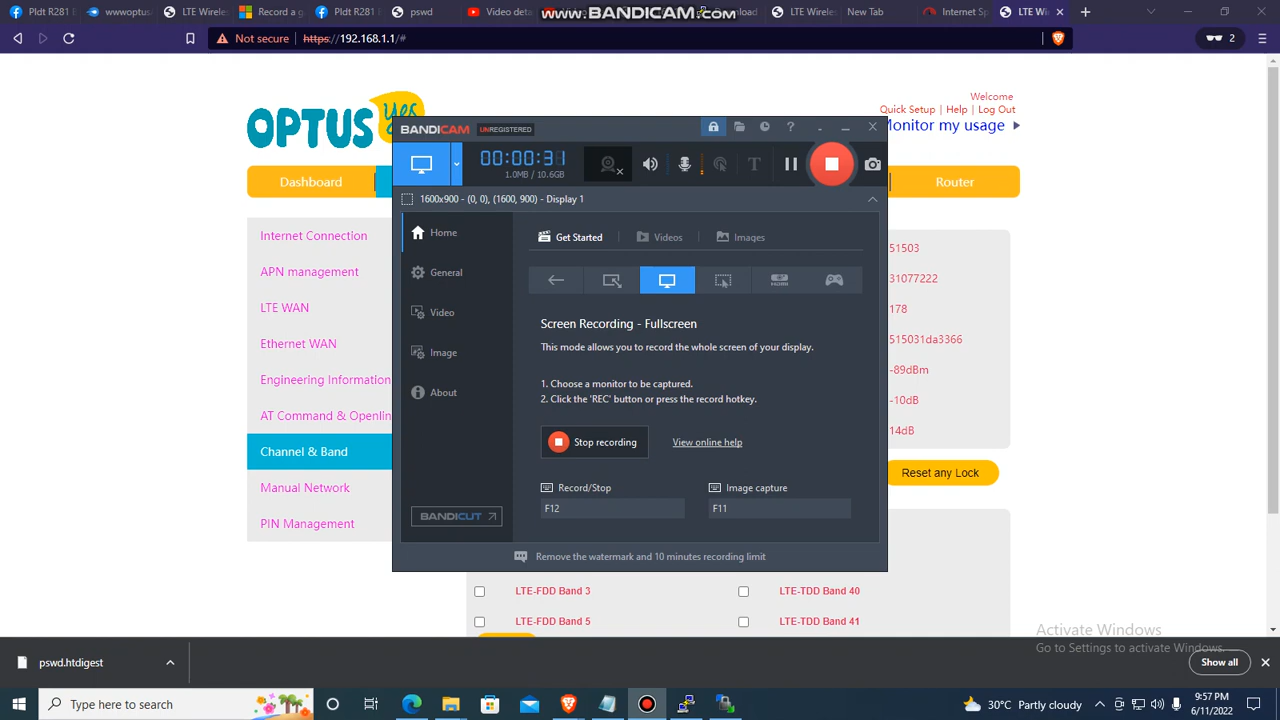 Pldt R281 E
wwwoptus
LTE Wirele
Record a g
Pldt R281 E
pswd
Video deta
www.BANDICAM.com
Download
LTE Wirele
New Tab
Internet Sp
LTE Wi
Not secure
https://192.168.1.1/#
2
OPTUS yes
Welcome
Quick Setup | Help | Log Out
Monitor my usage
Dashboard
Router
Internet Connection
APN management
LTE WAN
Ethernet WAN
Engineering Information
AT Command & Openlin
Channel & Band
Manual Network
PIN Management
BANDICAM UNREGISTERED
00:00:31
1.0MB / 10.6GB
1600x900 - (0, 0), (1600, 900) - Display 1
Home
General
Video
Image
About
BANDICUT
Get Started
Videos
Images
Screen Recording - Fullscreen
This mode allows you to record the whole screen of your display.
1. Choose a monitor to be captured.
2. Click the 'REC' button or press the record hotkey.
Stop recording
View online help
Record/Stop
Image capture
F12
F11
Remove the watermark and 10 minutes recording limit
51503
31077222
178
515031da3366
-89dBm
-10dB
14dB
Reset any Lock
LTE-FDD Band 3
LTE-TDD Band 40
LTE-FDD Band 5
LTE-TDD Band 41
Activate Windows
Go to Settings to activate Windows.
pswd.htdigest
Show all
Type here to search
30°C Partly cloudy
9:57 PM
6/11/2022